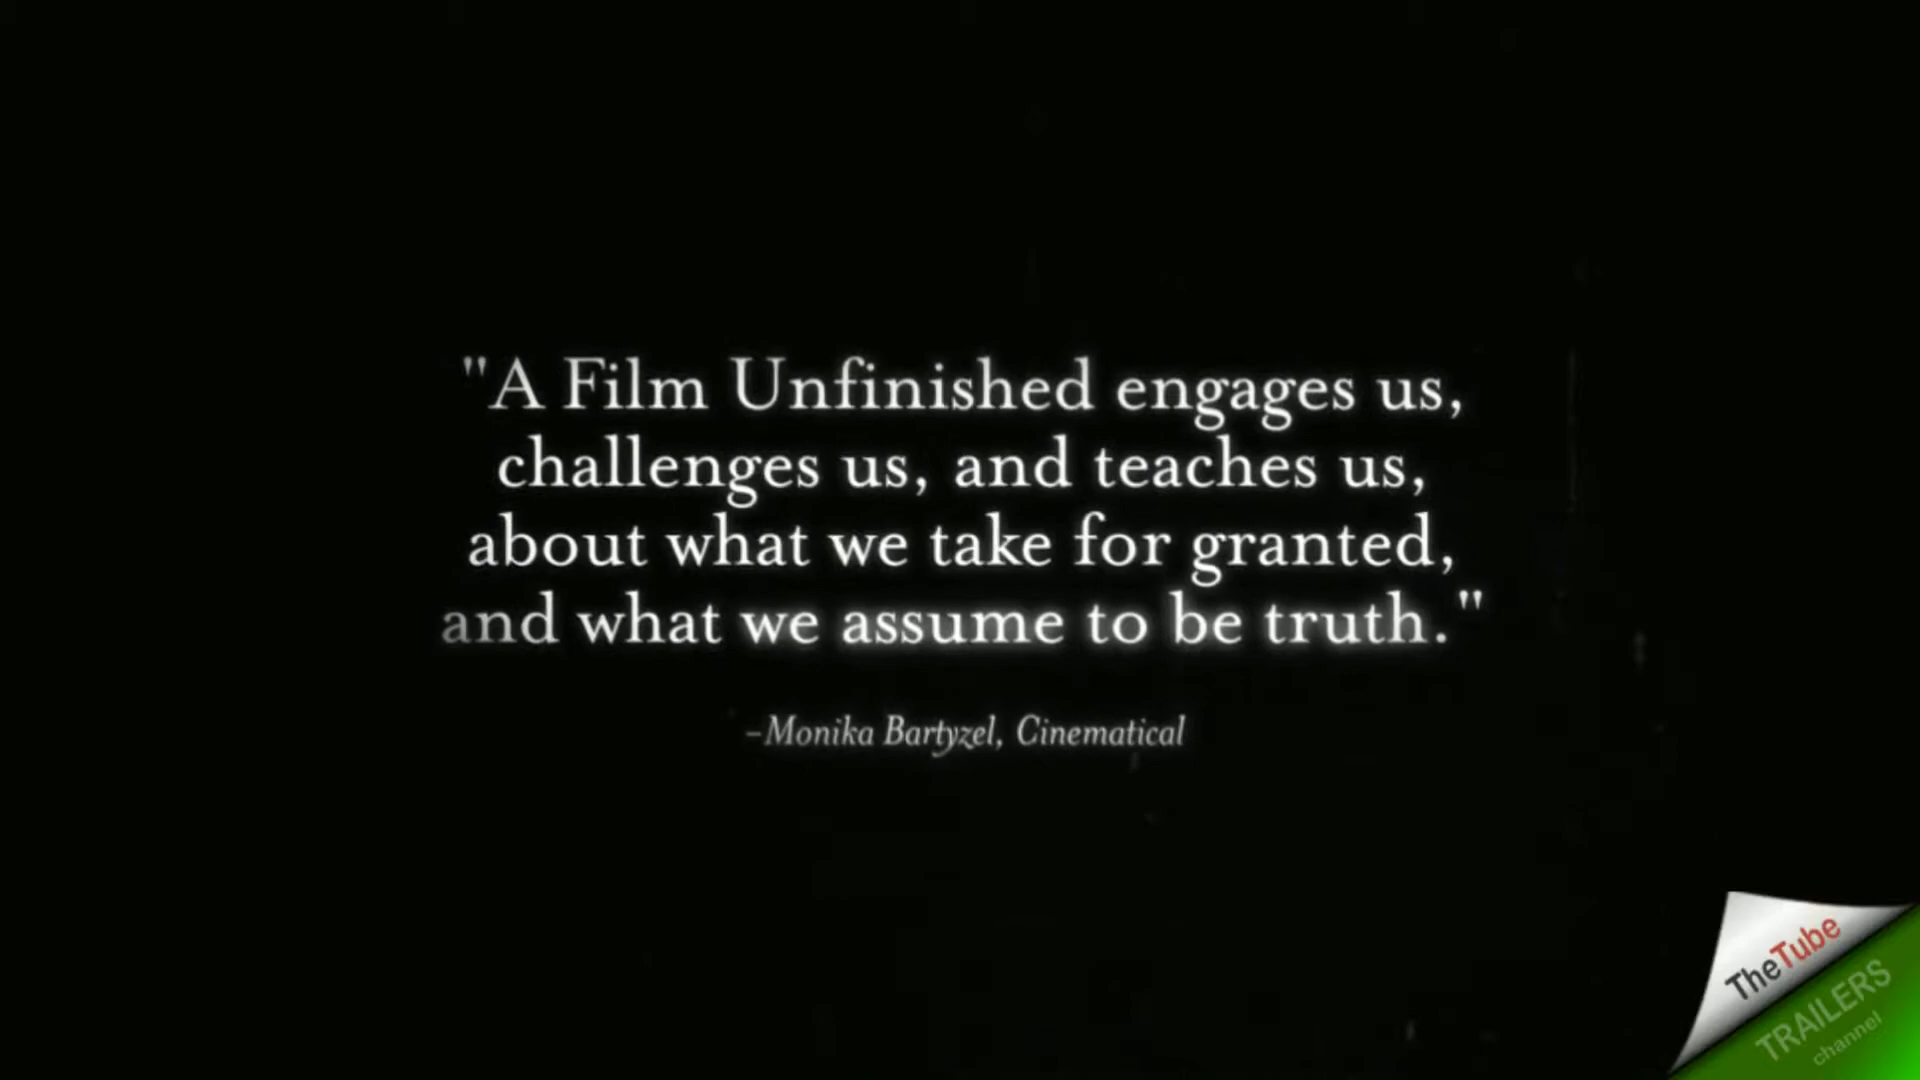 "A Film Unfinished engages us,
challenges us, and teaches us,
about what we take for granted,
and what we assume to be truth."
–Monika Bartyzel, Cinematical
TheTube
TRAILERS
channel